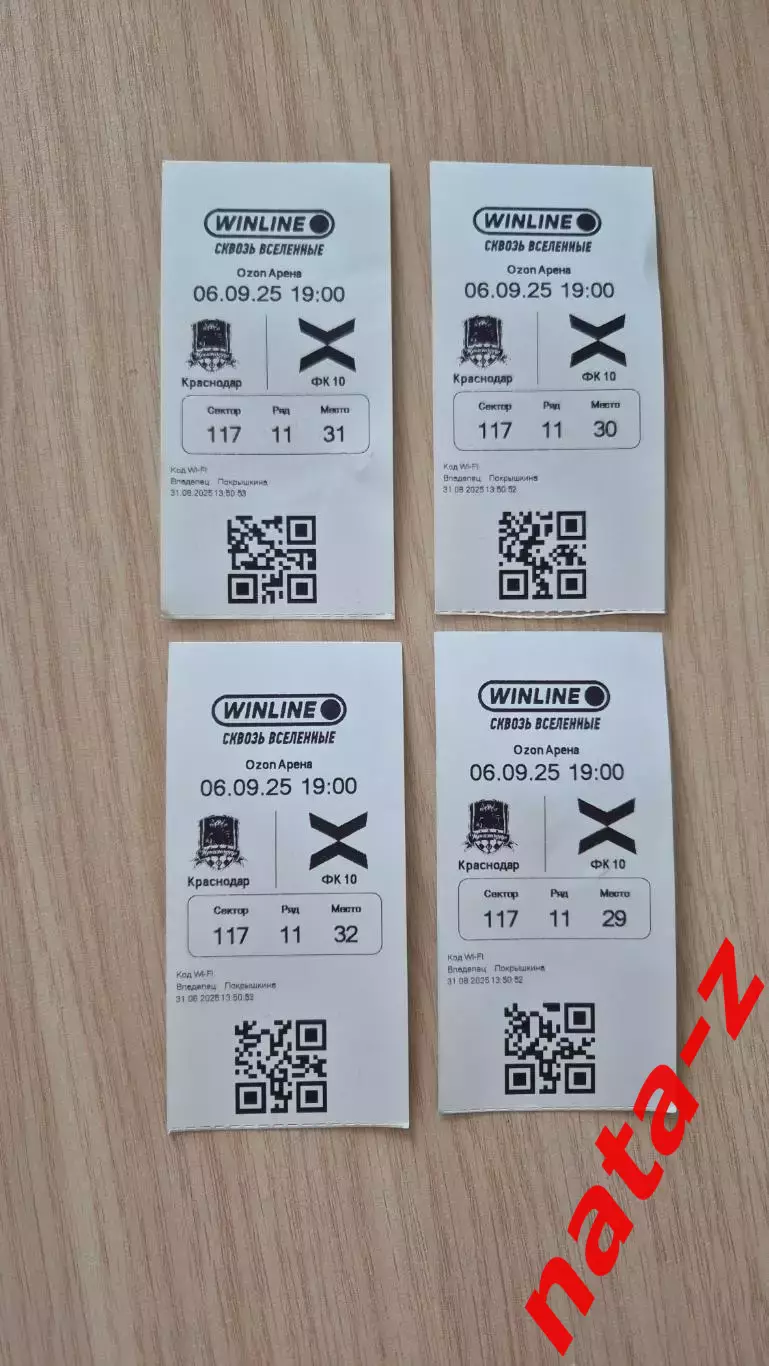 WINLINE
СКВОЗЬ ВСЕЛЕННЫЕ
Ozon Арена
06.09.25 19:00
Краснодар
ФК 10
Сектор Ряд Место
117 11 31
Код Wi-Fi
Владелец Покрышкина
31.08.2025 13:50:53
WINLINE
СКВОЗЬ ВСЕЛЕННЫЕ
Ozon Арена
06.09.25 19:00
Краснодар
ФК 10
Сектор Ряд Место
117 11 30
Код Wi-Fi
Владелец Покрышкина
31.08.2025 13:50:52
WINLINE
СКВОЗЬ ВСЕЛЕННЫЕ
Ozon Арена
06.09.25 19:00
Краснодар
ФК 10
Сектор Ряд Место
117 11 32
Код Wi-Fi
Владелец Покрышкина
31.08.2025 13:50:53
WINLINE
СКВОЗЬ ВСЕЛЕННЫЕ
Ozon Арена
06.09.25 19:00
Краснодар
ФК 10
Сектор Ряд Место
117 11 29
Код Wi-Fi
Владелец Покрышкина
31.08.2025 13:50:52
nata-z